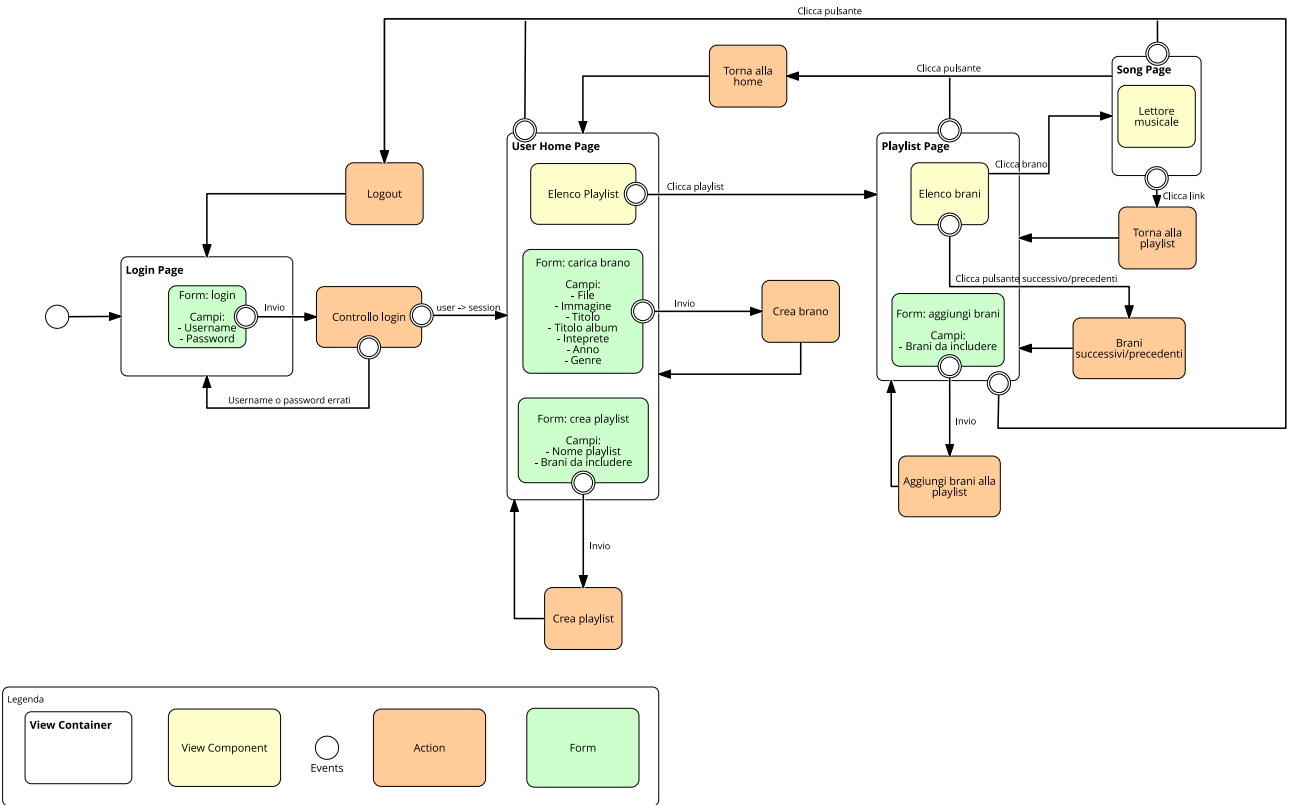 Clicca pulsante
Torna alla
home
Clicca pulsante
Song Page
Lettore
musicale
User Home Page
Playlist Page
Clicca brano
Logout
Elenco Playlist
Clicca playlist
Elenco brani
Clicca link
Torna alla
playlist
Login Page
Form: login
Campi:
- Username
- Password
Invio
Controllo login
user -> session
Username o password errati
Form: carica brano
Campi:
- File
- Immagine
- Titolo
- Titolo album
- Inteprete
- Anno
- Genre
Invio
Crea brano
Clicca pulsante successivo/precedenti
Form: aggiungi brani
Campi:
- Brani da includere
Brani
successivi/precedenti
Form: crea playlist
Campi:
- Nome playlist
- Brani da includere
Invio
Aggiungi brani alla
playlist
Invio
Crea playlist
Legenda
View Container
View Component
Events
Action
Form